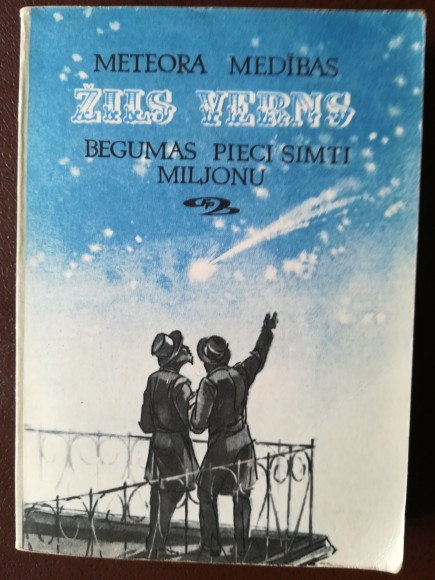 METEORA MEDĪBAS
ŽILS VERNS
BEGUMAS PIECI SIMTI
MILJONU